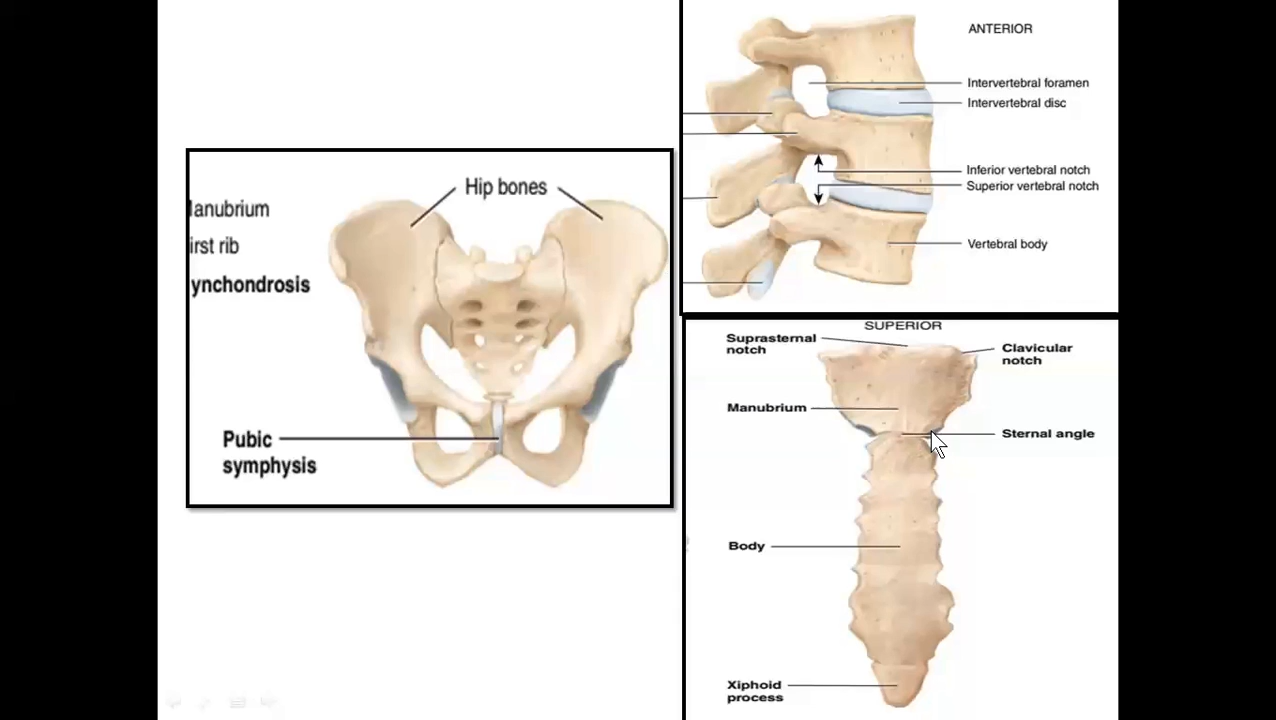 Hip bones
lanubrium
irst rib
ynchondrosis
Pubic
symphysis
ANTERIOR
Intervertebral foramen
Intervertebral disc
Inferior vertebral notch
Superior vertebral notch
Vertebral body
SUPERIOR
Suprasternal
notch
Clavicular
notch
Manubrium
Sternal angle
Body
Xiphoid
process